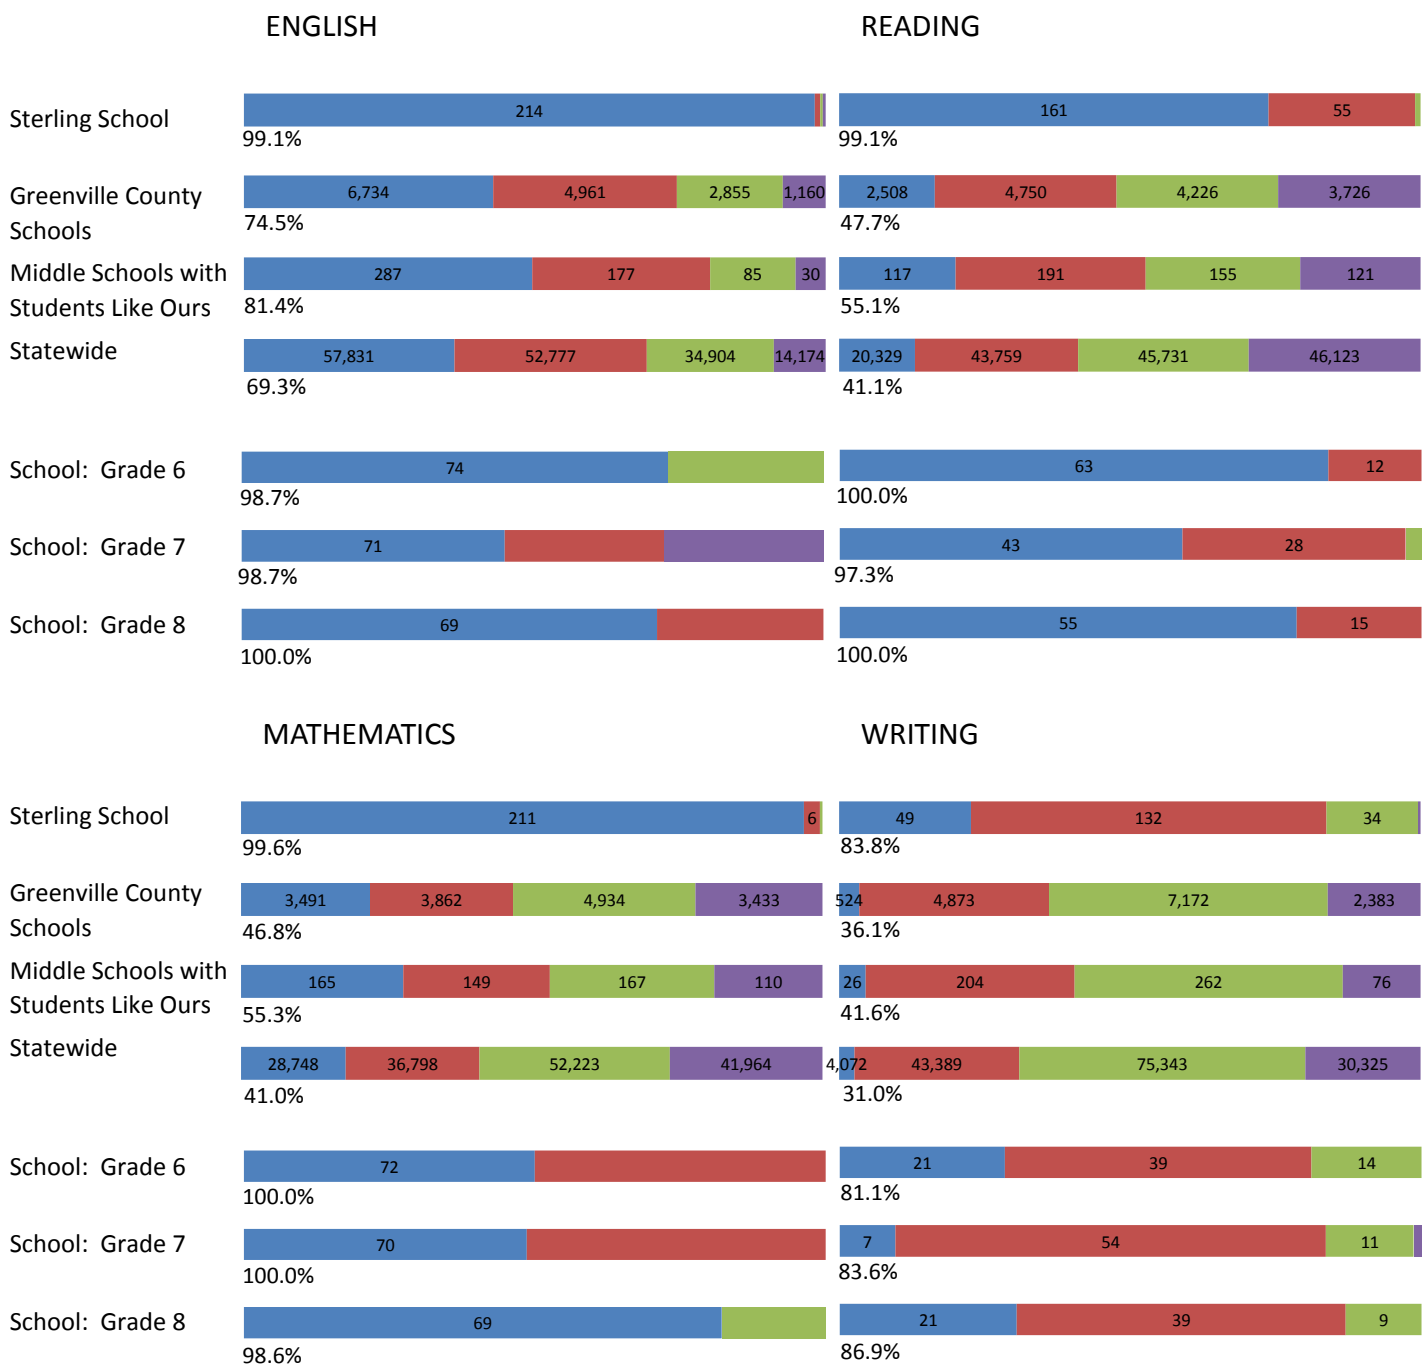 ENGLISH READING
Sterling School 214 161 55
99.1% 99.1%
Greenville County 6,734 4,961 2,855 1,160 2,508 4,750 4,226 3,726
Schools 74.5% 47.7%
Middle Schools with 287 177 85 30 117 191 155 121
Students Like Ours 81.4% 55.1%
Statewide 57,831 52,777 34,904 14,174 20,329 43,759 45,731 46,123
69.3% 41.1%
School: Grade 6 74 63 12
98.7% 100.0%
School: Grade 7 71 43 28
98.7% 97.3%
School: Grade 8 69 55 15
100.0% 100.0%
MATHEMATICS WRITING
Sterling School 211 6 49 132 34
99.6% 83.8%
Greenville County 3,491 3,862 4,934 3,433 524 4,873 7,172 2,383
Schools 46.8% 36.1%
Middle Schools with 165 149 167 110 26 204 262 76
Students Like Ours 55.3% 41.6%
Statewide 28,748 36,798 52,223 41,964 4,072 43,389 75,343 30,325
41.0% 31.0%
School: Grade 6 72 21 39 14
100.0% 81.1%
School: Grade 7 70 7 54 11
100.0% 83.6%
School: Grade 8 69 21 39 9
98.6% 86.9%